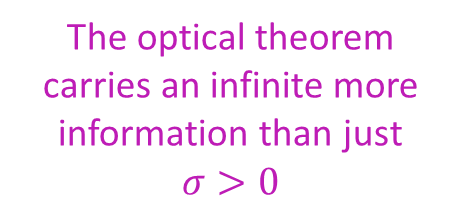 The optical theorem
carries an infinite more
information than just
σ > 0